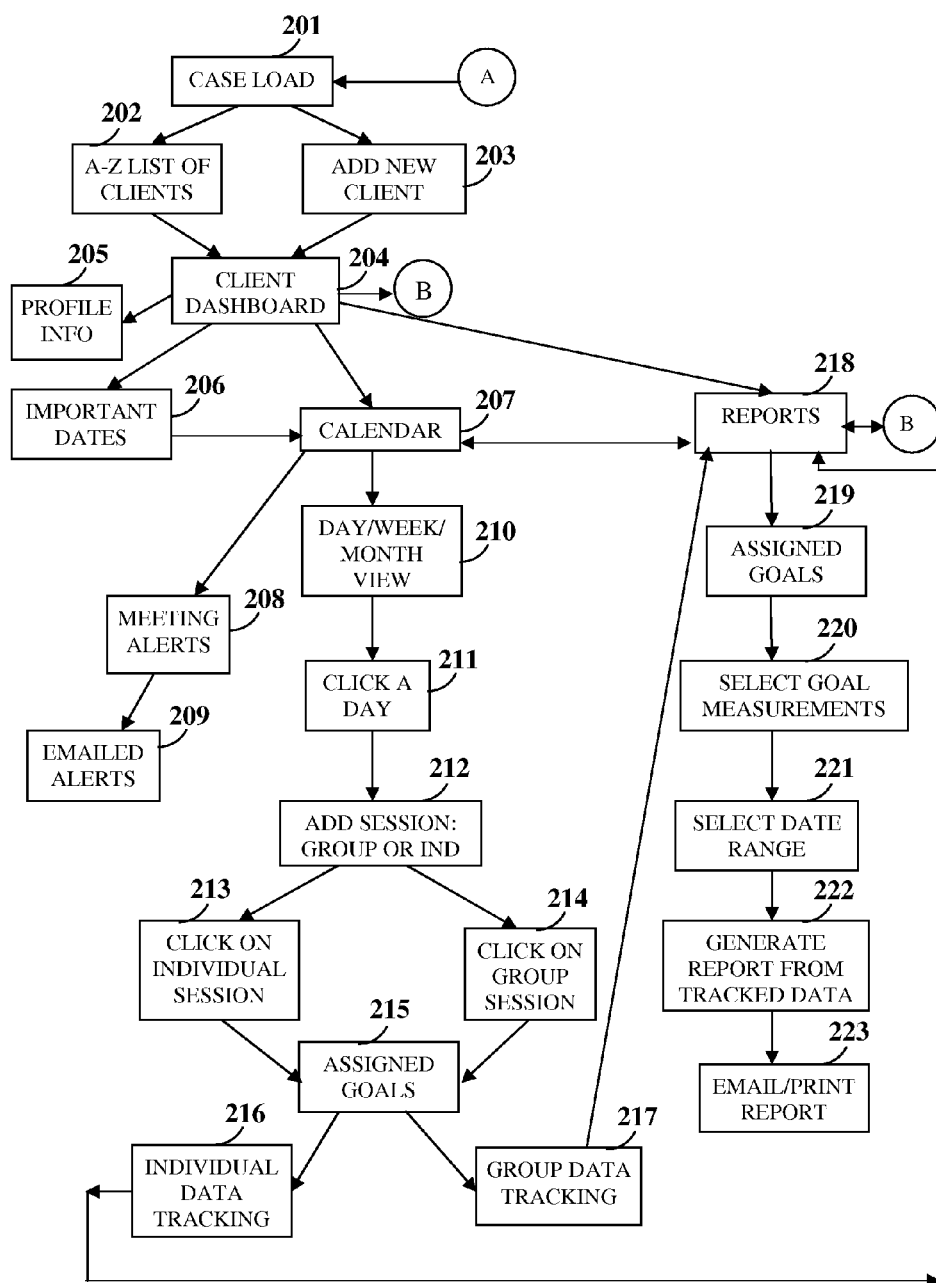 201
CASE LOAD
A
202
A-Z LIST OF
CLIENTS
ADD NEW
CLIENT
203
205
PROFILE
INFO
CLIENT
DASHBOARD
204
B
206
IMPORTANT
DATES
207
CALENDAR
218
REPORTS
B
DAY/WEEK/
MONTH
VIEW
210
219
ASSIGNED
GOALS
208
MEETING
ALERTS
211
CLICK A
DAY
220
SELECT GOAL
MEASUREMENTS
209
EMAILED
ALERTS
212
ADD SESSION:
GROUP OR IND
221
SELECT DATE
RANGE
213
CLICK ON
INDIVIDUAL
SESSION
214
CLICK ON
GROUP
SESSION
222
GENERATE
REPORT FROM
TRACKED DATA
215
ASSIGNED
GOALS
223
EMAIL/PRINT
REPORT
216
INDIVIDUAL
DATA
TRACKING
217
GROUP DATA
TRACKING